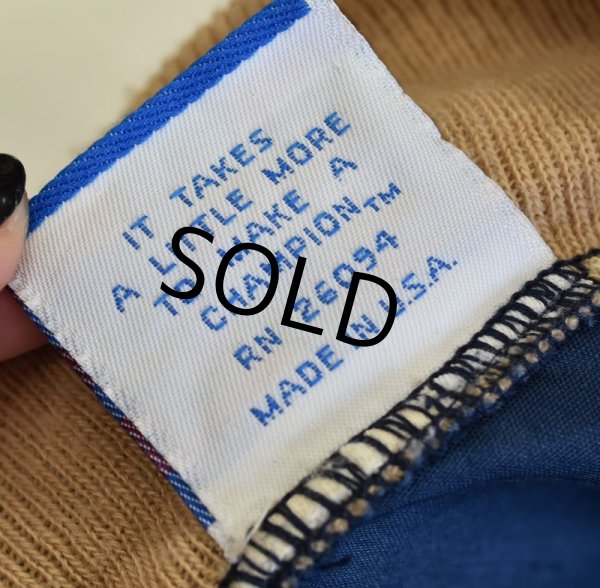 IT TAKES
A LITTLE MORE
TO MAKE A
CHAMPION™
RN 26094
MADE IN U.S.A.
SOLD